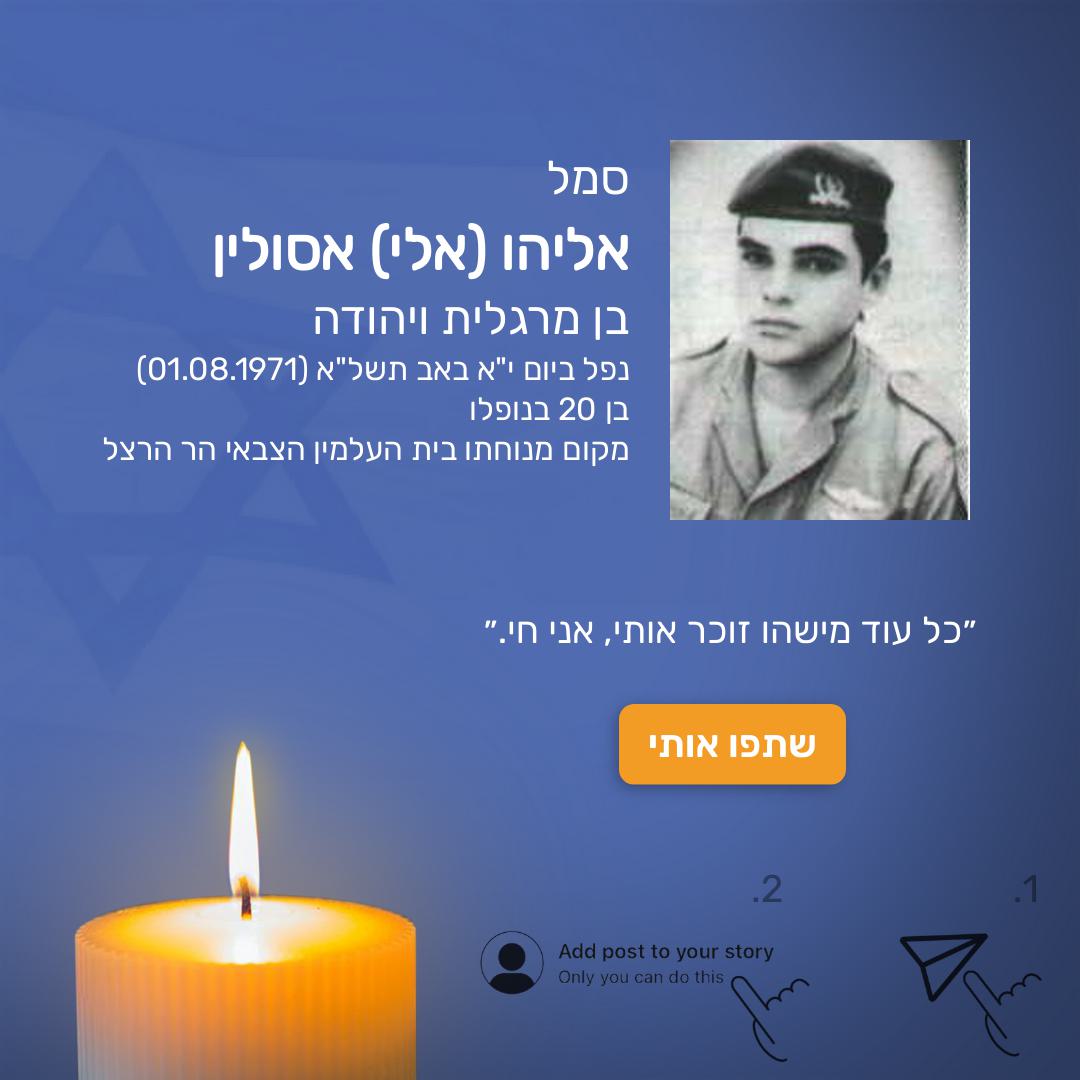 סמל
אליהו (אלי) אסולין
בן מרגלית ויהודה
נפל ביום י"א באב תשל"א (01.08.1971)
בן 20 בנופלו
מקום מנוחתו בית העלמין הצבאי הר הרצל
״כל עוד מישהו זוכר אותי, אני חי.״
שתפו אותי
1.
2.
Add post to your story
Only you can do this